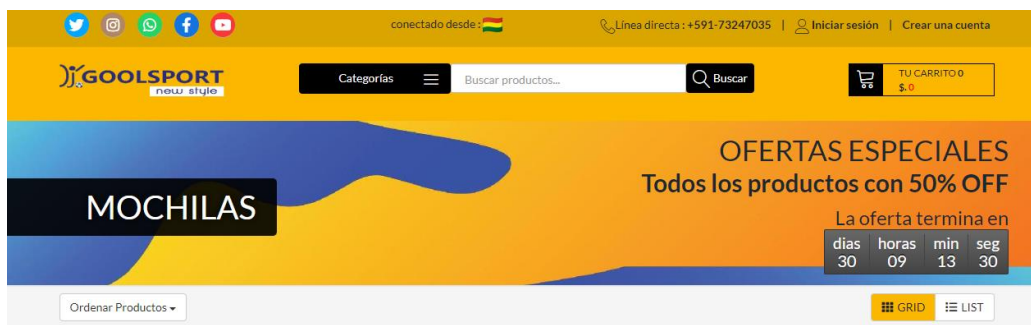 conectado desde :
Línea directa : +591-73247035 | Iniciar sesión | Crear una cuenta
GOOLSPORT
new style
Categorías
Buscar productos...
Buscar
TU CARRITO 0
$. 0
OFERTAS ESPECIALES
Todos los productos con 50% OFF
MOCHILAS
La oferta termina en
dias horas min seg
30 09 13 30
Ordenar Productos
GRID
LIST